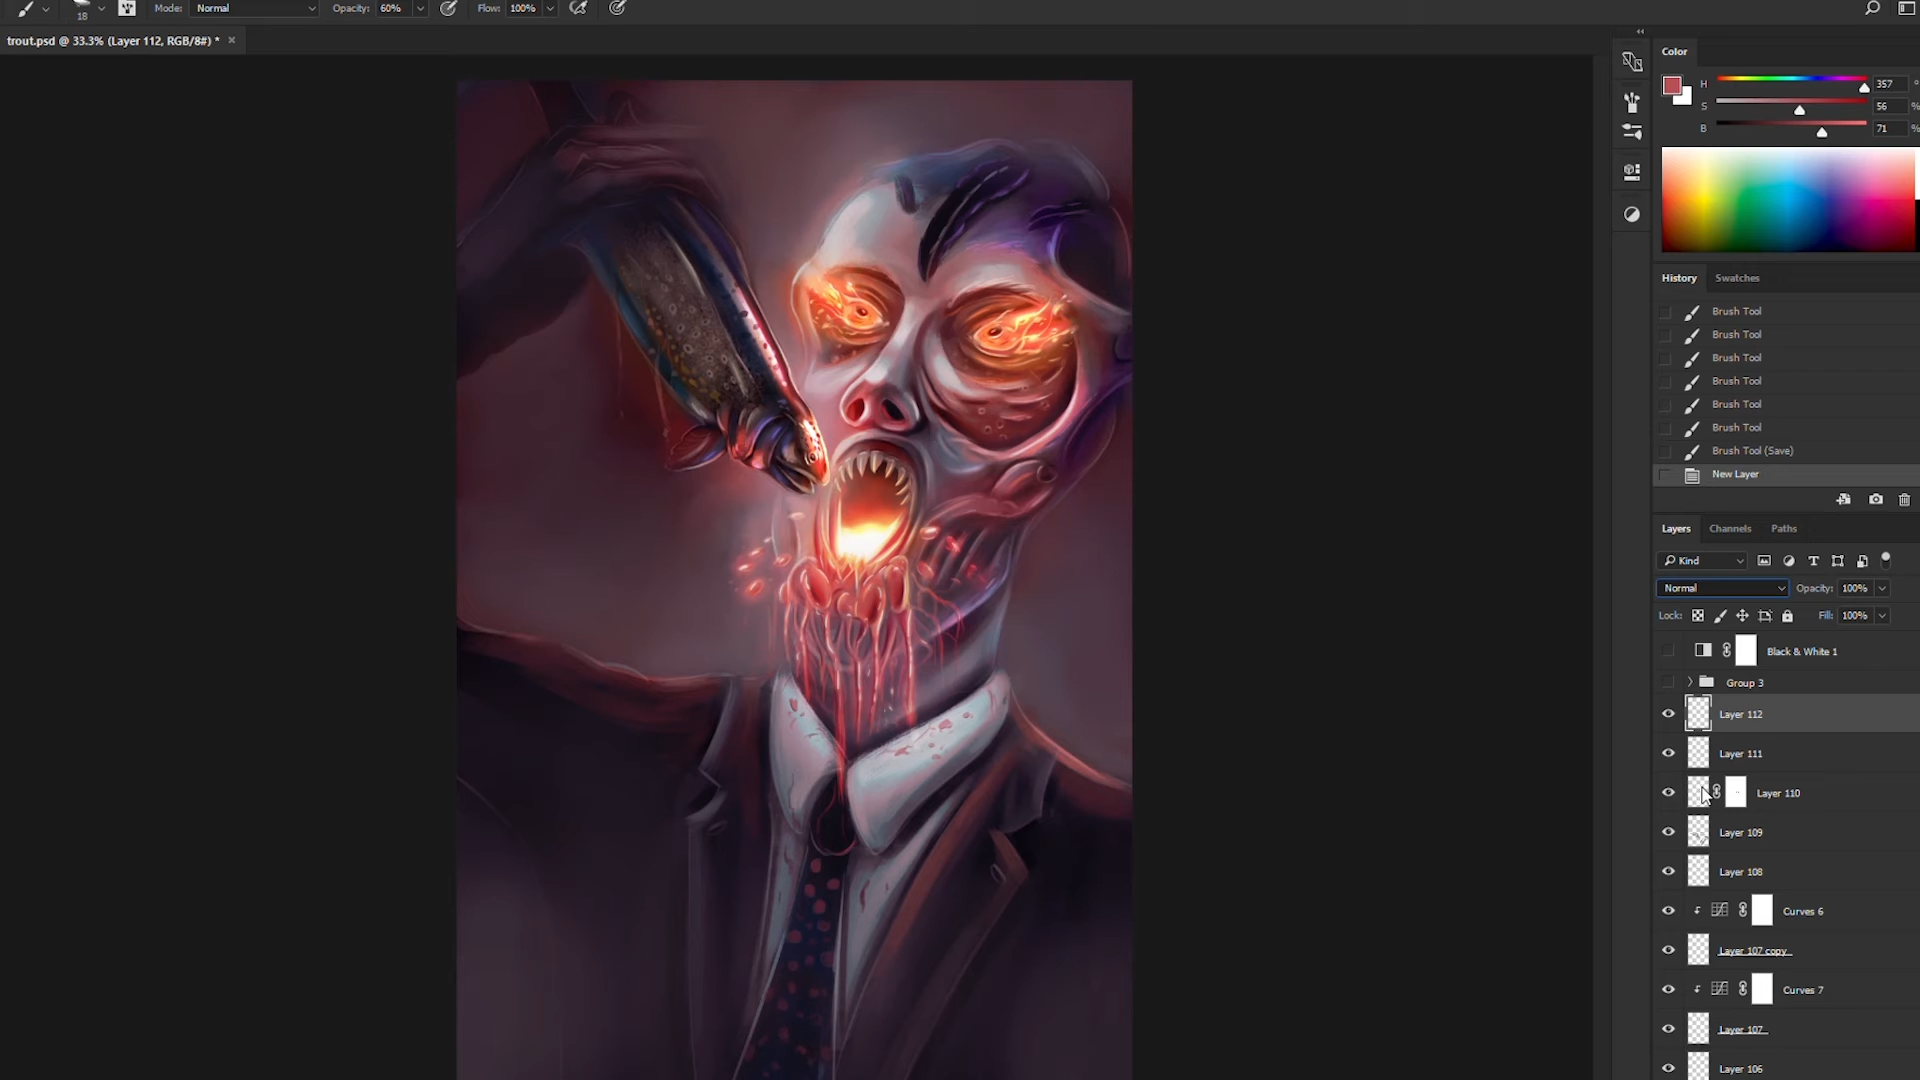 18 Mode: Normal Opacity: 60% Flow: 100%
trout.psd @ 33.3% (Layer 112, RGB/8#) * ×
Color
H 357 °
S 56 %
B 71 %
History Swatches
Brush Tool
Brush Tool
Brush Tool
Brush Tool
Brush Tool
Brush Tool
Brush Tool (Save)
New Layer
Layers Channels Paths
Kind
Normal Opacity: 100%
Lock: Fill: 100%
Black & White 1
Group 3
Layer 112
Layer 111
Layer 110
Layer 109
Layer 108
Curves 6
Layer 107 copy
Curves 7
Layer 107
Layer 106